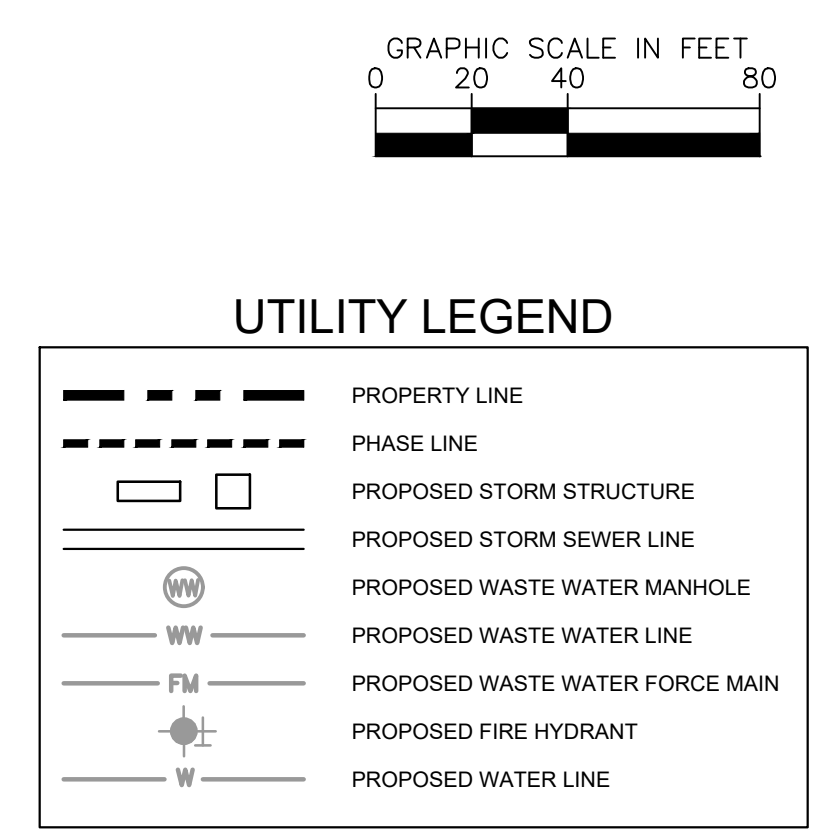 GRAPHIC SCALE IN FEET
0 20 40 80
UTILITY LEGEND
PROPERTY LINE
PHASE LINE
PROPOSED STORM STRUCTURE
PROPOSED STORM SEWER LINE
WW PROPOSED WASTE WATER MANHOLE
WW PROPOSED WASTE WATER LINE
FM PROPOSED WASTE WATER FORCE MAIN
PROPOSED FIRE HYDRANT
W PROPOSED WATER LINE